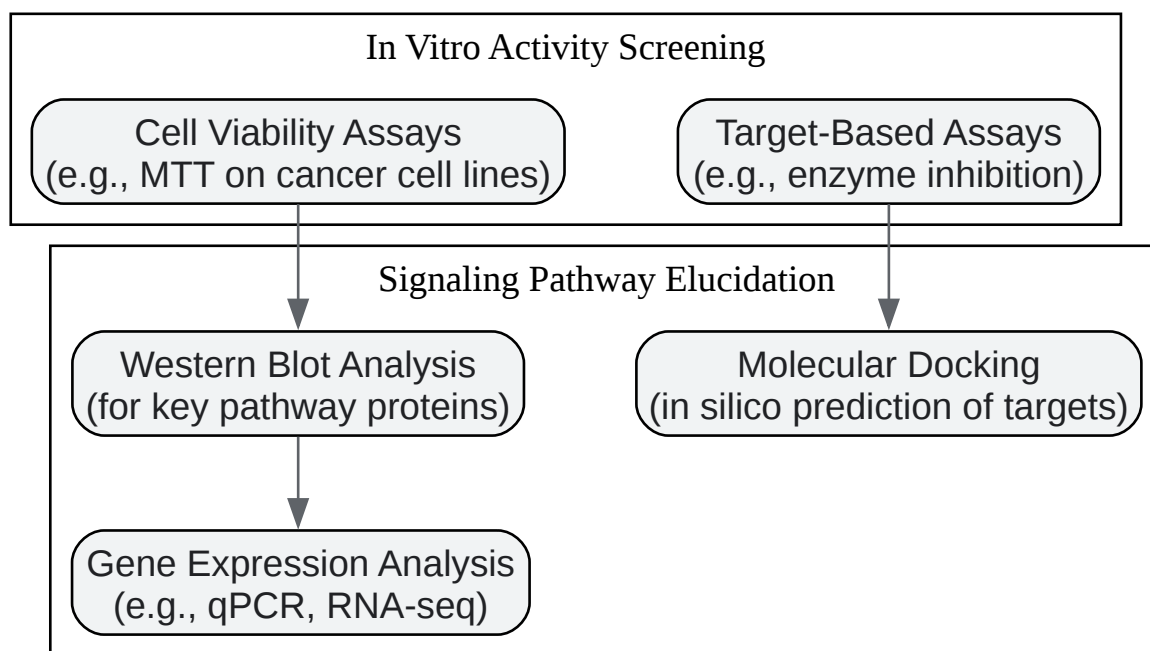 In Vitro Activity Screening
Cell Viability Assays
(e.g., MTT on cancer cell lines)
Target-Based Assays
(e.g., enzyme inhibition)
Signaling Pathway Elucidation
Western Blot Analysis
(for key pathway proteins)
Molecular Docking
(in silico prediction of targets)
Gene Expression Analysis
(e.g., qPCR, RNA-seq)